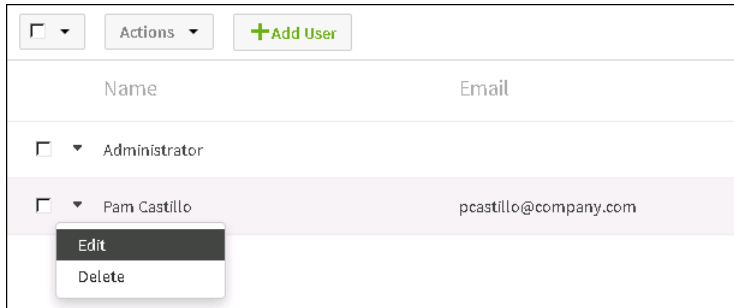 Actions Add User
Name Email
Administrator
Pam Castillo pcastillo@company.com
Edit
Delete